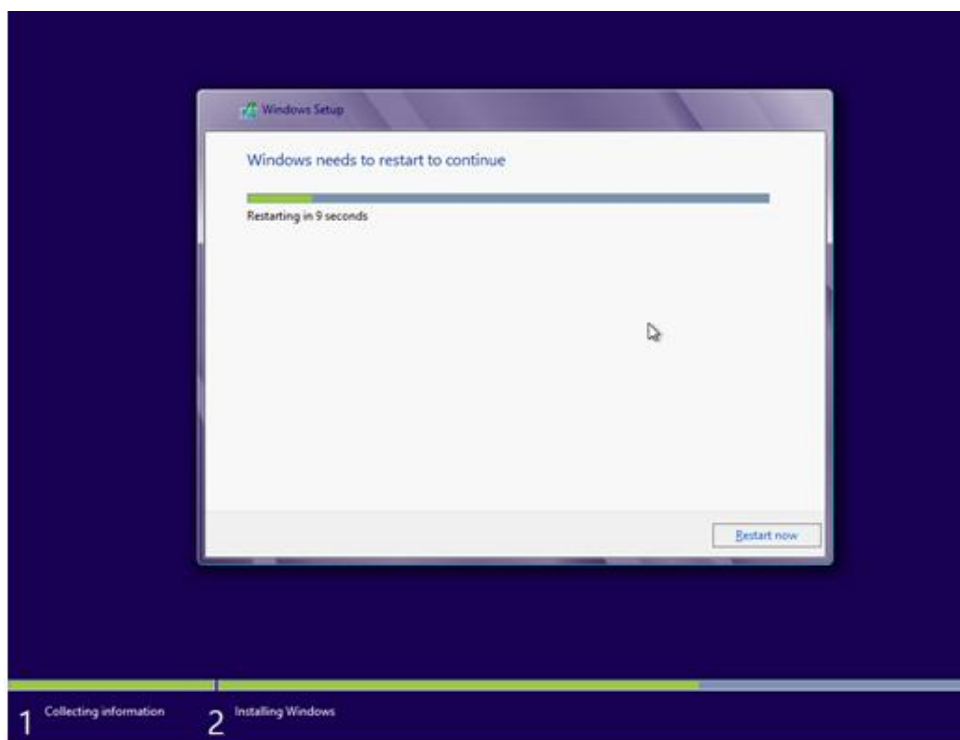 Windows Setup
Windows needs to restart to continue
Restarting in 9 seconds
Restart now
1 Collecting information
2 Installing Windows